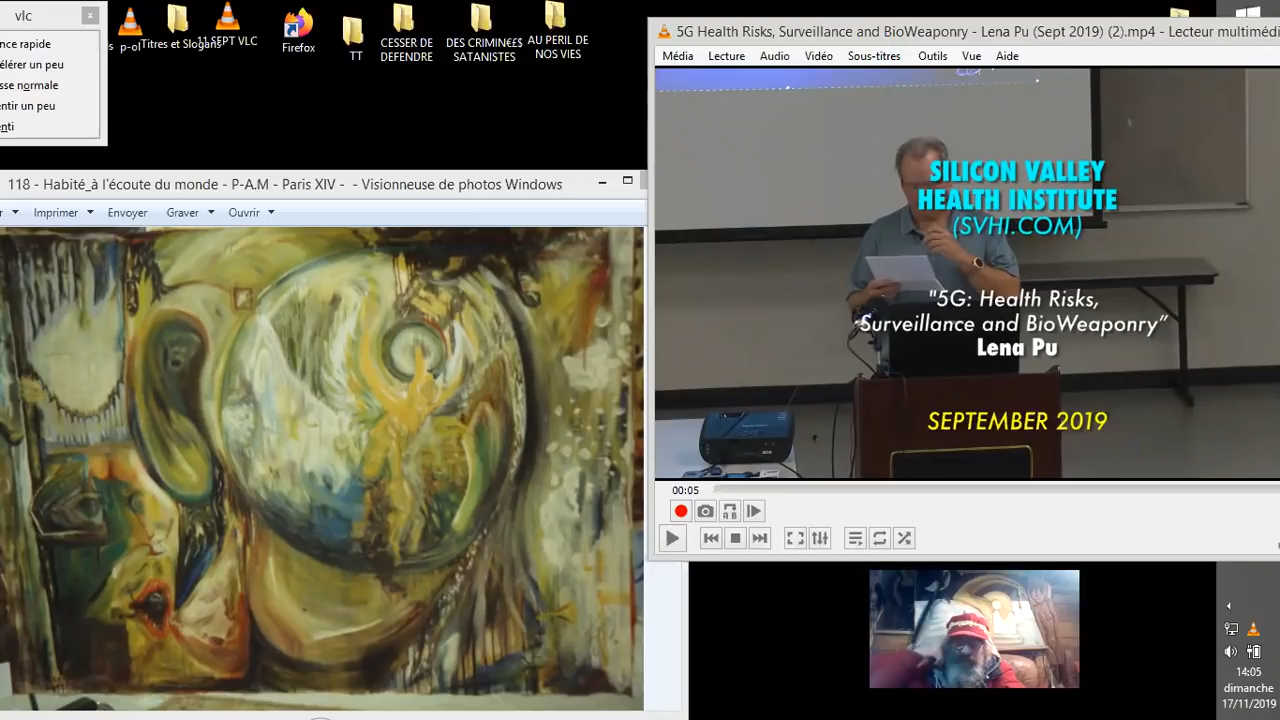 vlc
nce rapide
élérer un peu
sse normale
entir un peu
nti
p-ol
Titres et Slogans
11 SEPT VLC
Firefox
TT
CESSER DE
DEFENDRE
DES CRIMIN€£$
SATANISTES
AU PERIL DE
NOS VIES
118 - Habité_à l'écoute du monde - P-A.M - Paris XIV - - Visionneuse de photos Windows
Imprimer
Envoyer
Graver
Ouvrir
5G Health Risks, Surveillance and BioWeaponry - Lena Pu (Sept 2019) (2).mp4 - Lecteur multimédi
Média Lecture Audio Vidéo Sous-titres Outils Vue Aide
SILICON VALLEY
HEALTH INSTITUTE
(SVHI.COM)
"5G: Health Risks,
Surveillance and BioWeaponry"
Lena Pu
SEPTEMBER 2019
00:05
14:05
dimanche
17/11/2019